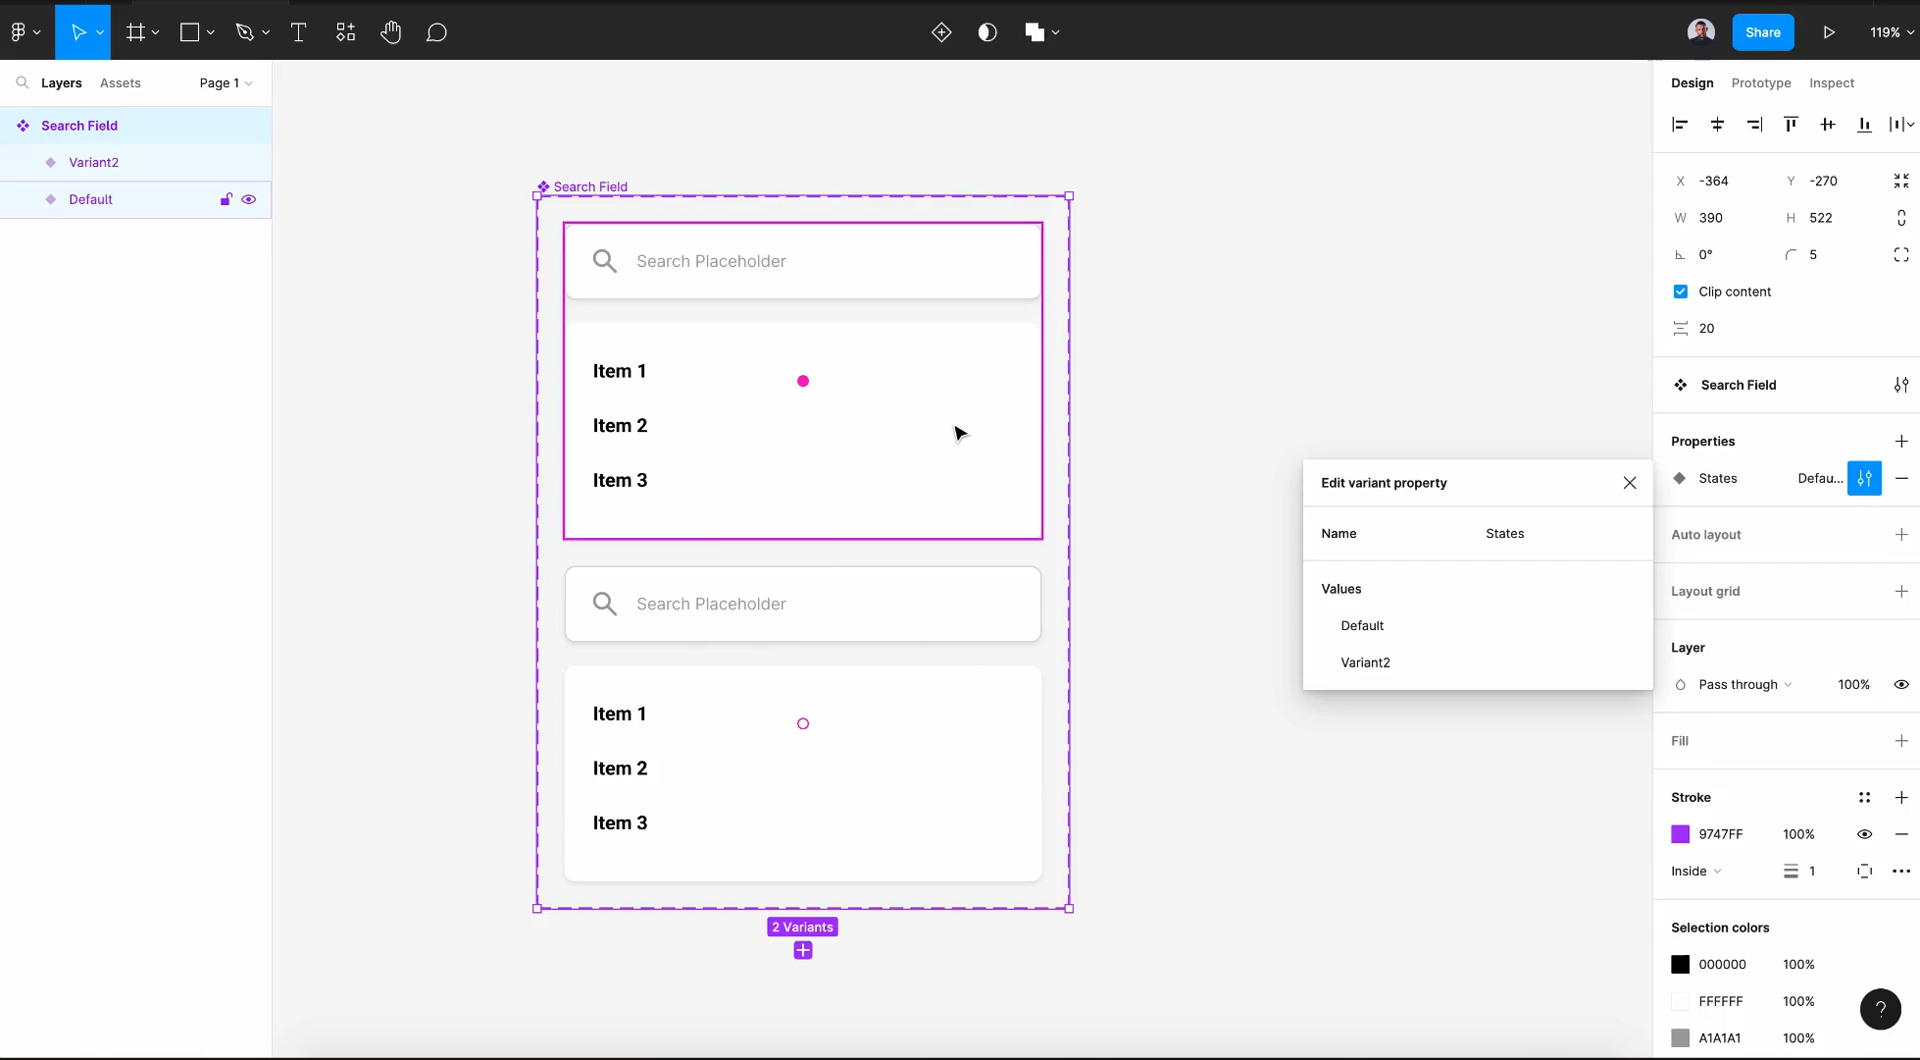 Share
119%
Layers
Assets
Page 1
Search Field
Variant2
Default
Search Field
Search Placeholder
Item 1
Item 2
Item 3
Search Placeholder
Item 1
Item 2
Item 3
2 Variants
Edit variant property
Name
States
Values
Default
Variant2
Design
Prototype
Inspect
X -364
Y -270
W 390
H 522
0°
5
Clip content
20
Search Field
Properties
States
Defau...
Auto layout
Layout grid
Layer
Pass through
100%
Fill
Stroke
9747FF
100%
Inside
1
Selection colors
000000
100%
FFFFFF
100%
A1A1A1
100%
?